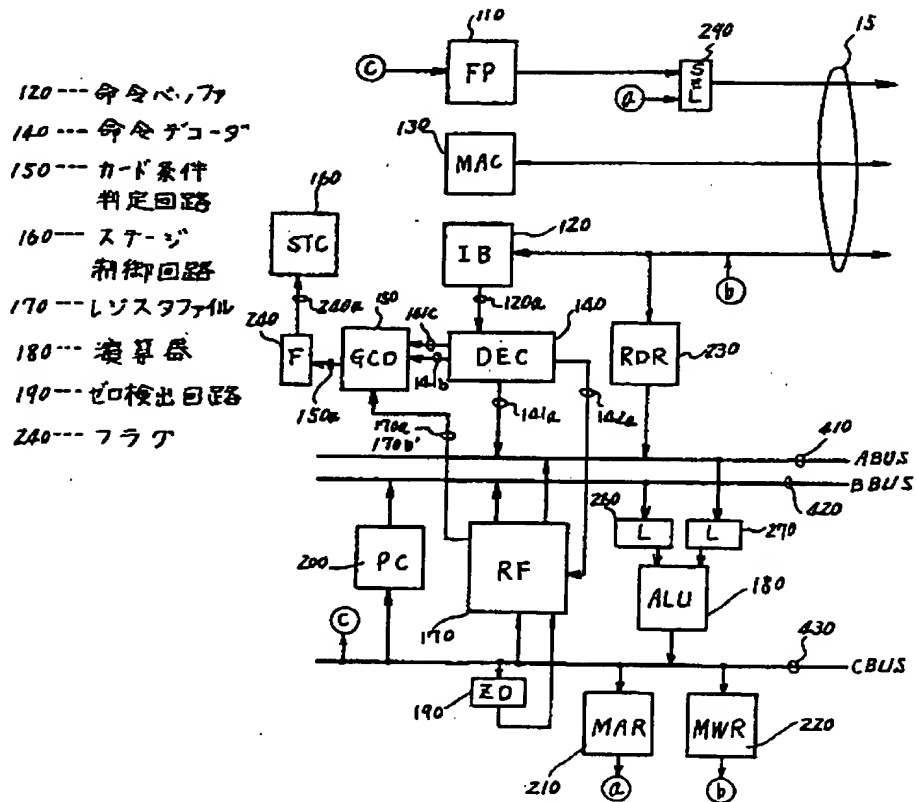 120---命令バッファ
140---命令デコーダ
150---カード条件
判定回路
160---ステージ
制御回路
170---レジスタファイル
180---演算器
190---ゼロ検出回路
240---フラグ
110
FP
c
290
SEL
a
15
130
MAC
160
STC
120
IB
b
240a
120a
240
F
150
GCD
141c
141b
140
DEC
RDR
230
150a
170a
170b'
141a
142a
410
ABUS
BBUS
420
260
L
L
270
200
PC
RF
170
ALU
180
c
430
CBUS
ZD
190
MAR
210
MWR
220
a
b